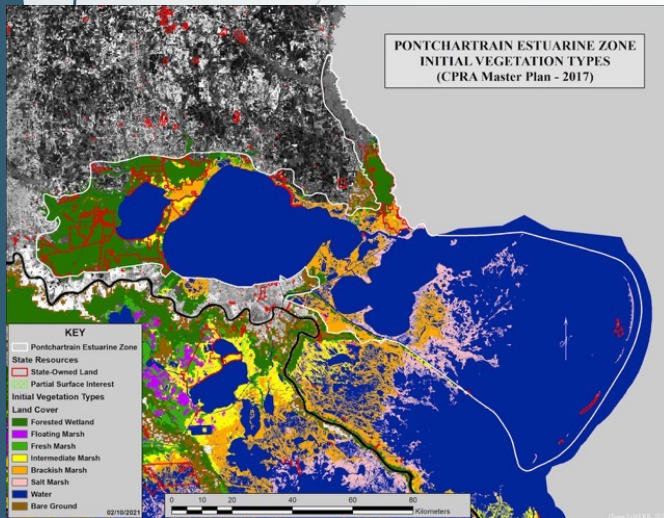 PONTCHARTRAIN ESTUARINE ZONE
INITIAL VEGETATION TYPES
(CPRA Master Plan - 2017)
KEY
Pontchartrain Estuarine Zone
State Resources
State-Owned Land
Partial Surface Interest
Initial Vegetation Types
Land Cover
Forested Wetland
Floating Marsh
Fresh Marsh
Intermediate Marsh
Brackish Marsh
Salt Marsh
Water
Bare Ground
02/10/2021
0 10 20 40 60 80
Kilometers